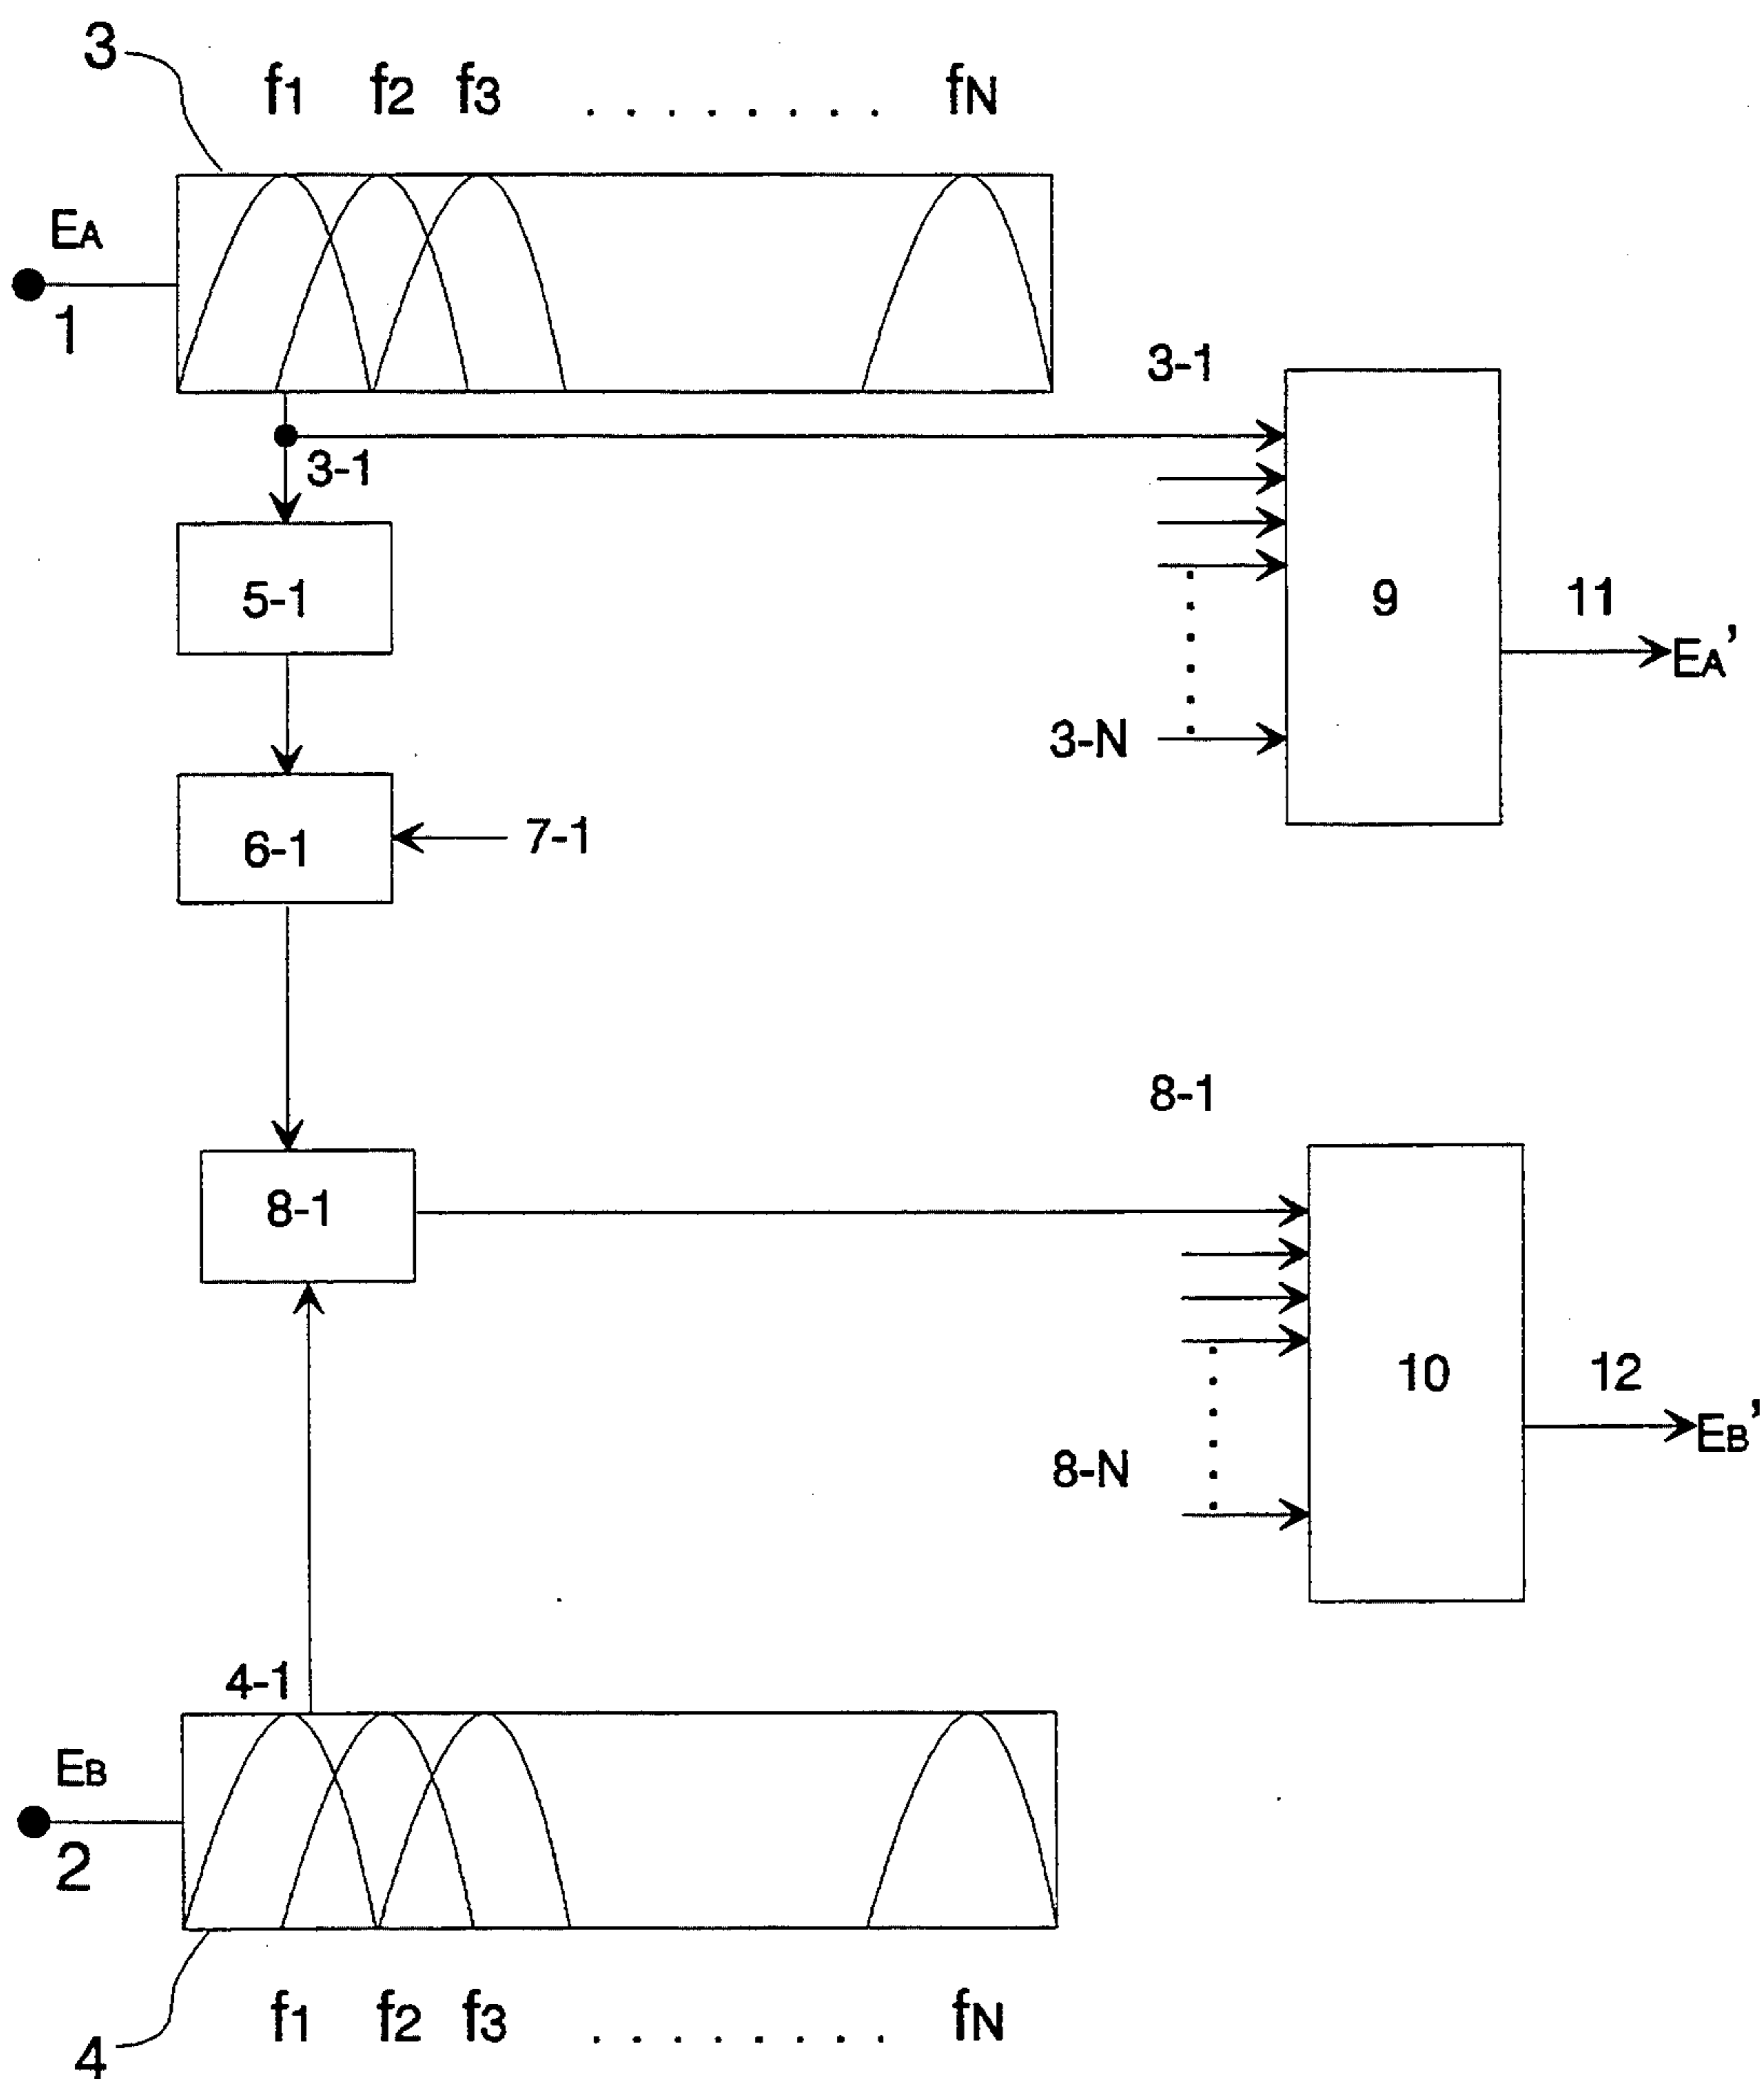 3
f1 f2 f3 ......... fN
EA
1
3-1
3-1
5-1
9
11
EA'
3-N
6-1
7-1
8-1
8-1
10
12
EB'
8-N
4-1
EB
2
f1 f2 f3 ......... fN
4